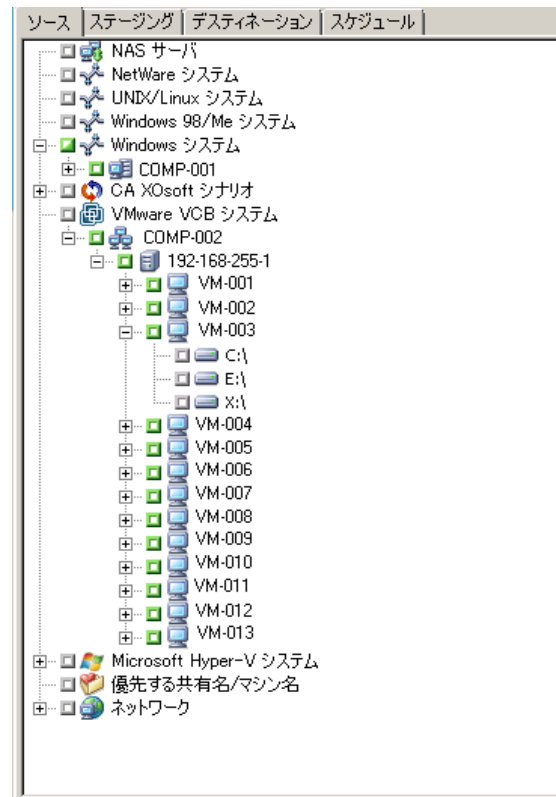 ソース ステージング デスティネーション スケジュール
NAS サーバ
NetWare システム
UNIX/Linux システム
Windows 98/Me システム
Windows システム
COMP-001
CA XOsoft シナリオ
VMware VCB システム
COMP-002
192-168-255-1
VM-001
VM-002
VM-003
C:\
E:\
X:\
VM-004
VM-005
VM-006
VM-007
VM-008
VM-009
VM-010
VM-011
VM-012
VM-013
Microsoft Hyper-V システム
優先する共有名/マシン名
ネットワーク